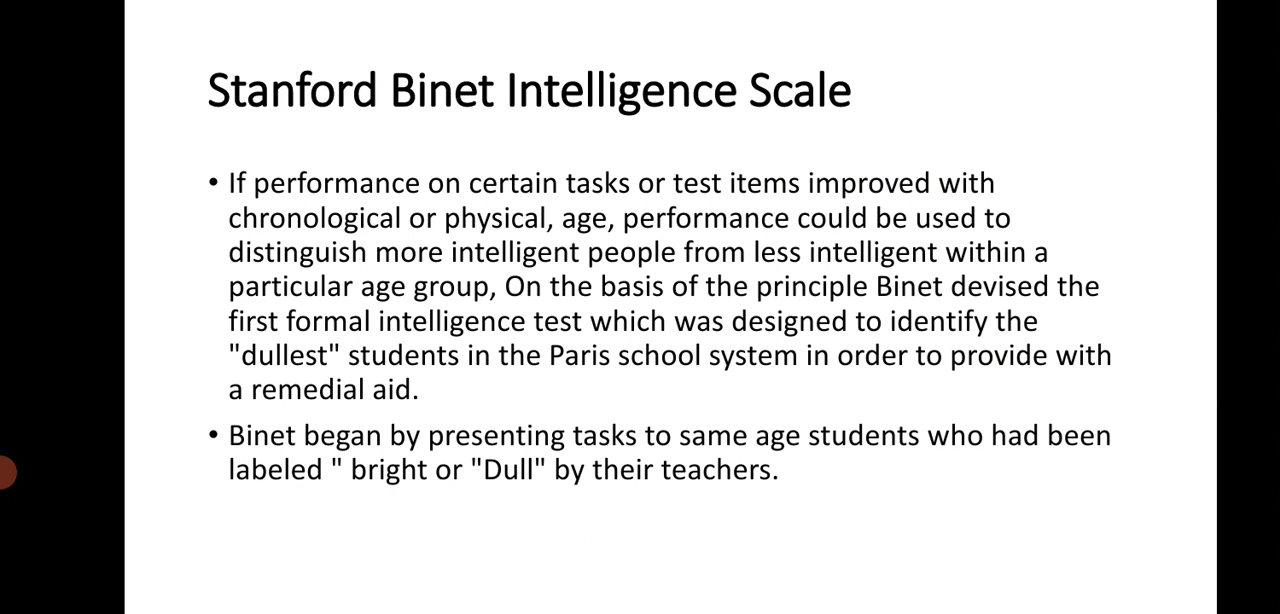 Stanford Binet Intelligence Scale
• If performance on certain tasks or test items improved with
chronological or physical, age, performance could be used to
distinguish more intelligent people from less intelligent within a
particular age group, On the basis of the principle Binet devised the
first formal intelligence test which was designed to identify the
"dullest" students in the Paris school system in order to provide with
a remedial aid.
• Binet began by presenting tasks to same age students who had been
labeled " bright or "Dull" by their teachers.